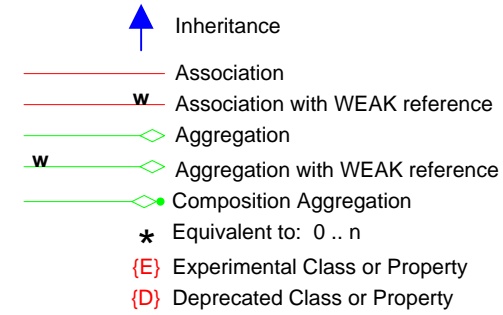 Inheritance
Association
w Association with WEAK reference
Aggregation
w Aggregation with WEAK reference
Composition Aggregation
* Equivalent to: 0 .. n
{E} Experimental Class or Property
{D} Deprecated Class or Property